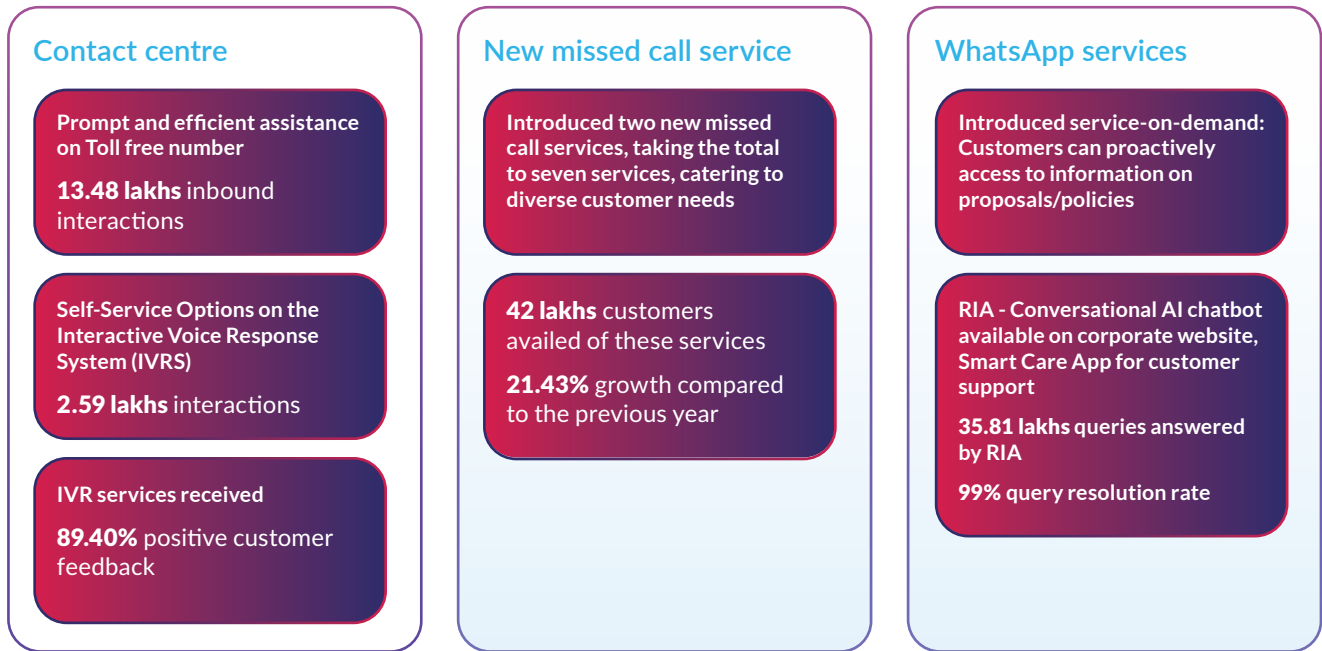 Contact centre
Prompt and efficient assistance
on Toll free number
13.48 lakhs inbound
interactions
Self-Service Options on the
Interactive Voice Response
System (IVRS)
2.59 lakhs interactions
IVR services received
89.40% positive customer
feedback
New missed call service
Introduced two new missed
call services, taking the total
to seven services, catering to
diverse customer needs
42 lakhs customers
availed of these services
21.43% growth compared
to the previous year
WhatsApp services
Introduced service-on-demand:
Customers can proactively
access to information on
proposals/policies
RIA - Conversational AI chatbot
available on corporate website,
Smart Care App for customer
support
35.81 lakhs queries answered
by RIA
99% query resolution rate